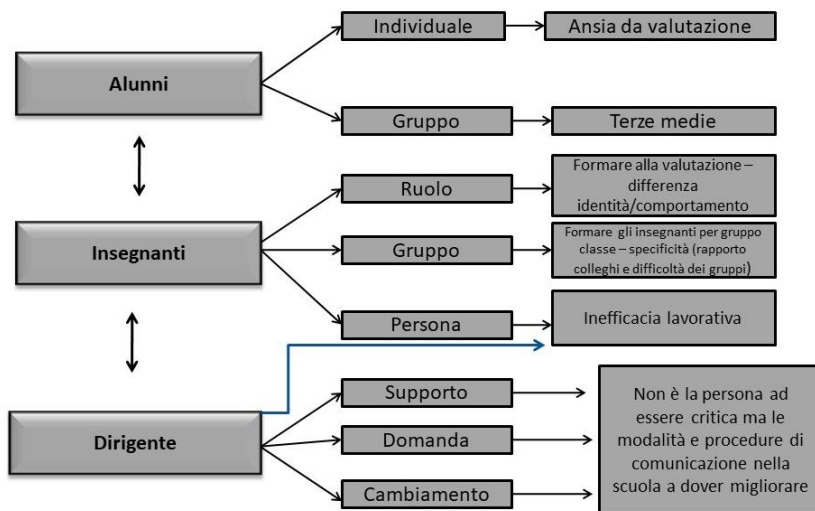 Individuale
Ansia da valutazione
Alunni
Gruppo
Terze medie
Ruolo
Formare alla valutazione –
differenza
identità/comportamento
Insegnanti
Gruppo
Formare gli insegnanti per gruppo
classe – specificità (rapporto
colleghi e difficoltà dei gruppi)
Persona
Inefficacia lavorativa
Dirigente
Supporto
Domanda
Cambiamento
Non è la persona ad
essere critica ma le
modalità e procedure di
comunicazione nella
scuola a dover migliorare